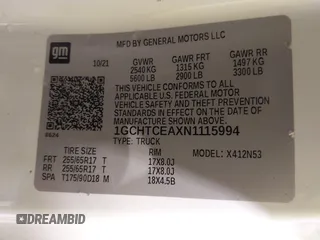 gm
MFD BY GENERAL MOTORS LLC
10/21
GVWR GAWR FRT GAWR RR
2540 KG 1315 KG 1497 KG
5600 LB 2900 LB 3300 LB
THIS VEHICLE CONFORMS TO ALL
APPLICABLE U.S. FEDERAL MOTOR
VEHICLE SAFETY AND THEFT PREVENTION
STANDARDS IN EFFECT ON THE DATE OF
MANUFACTURE SHOWN ABOVE.
1GCHTCEAXN1115994
TYPE: TRUCK
MODEL: X412N53
TIRE SIZE RIM
FRT 255/65R17 T 17X8.0J
RR 255/65R17 T 17X8.0J
SPA T175/90D18 M 18X4.5B
DREAMBID